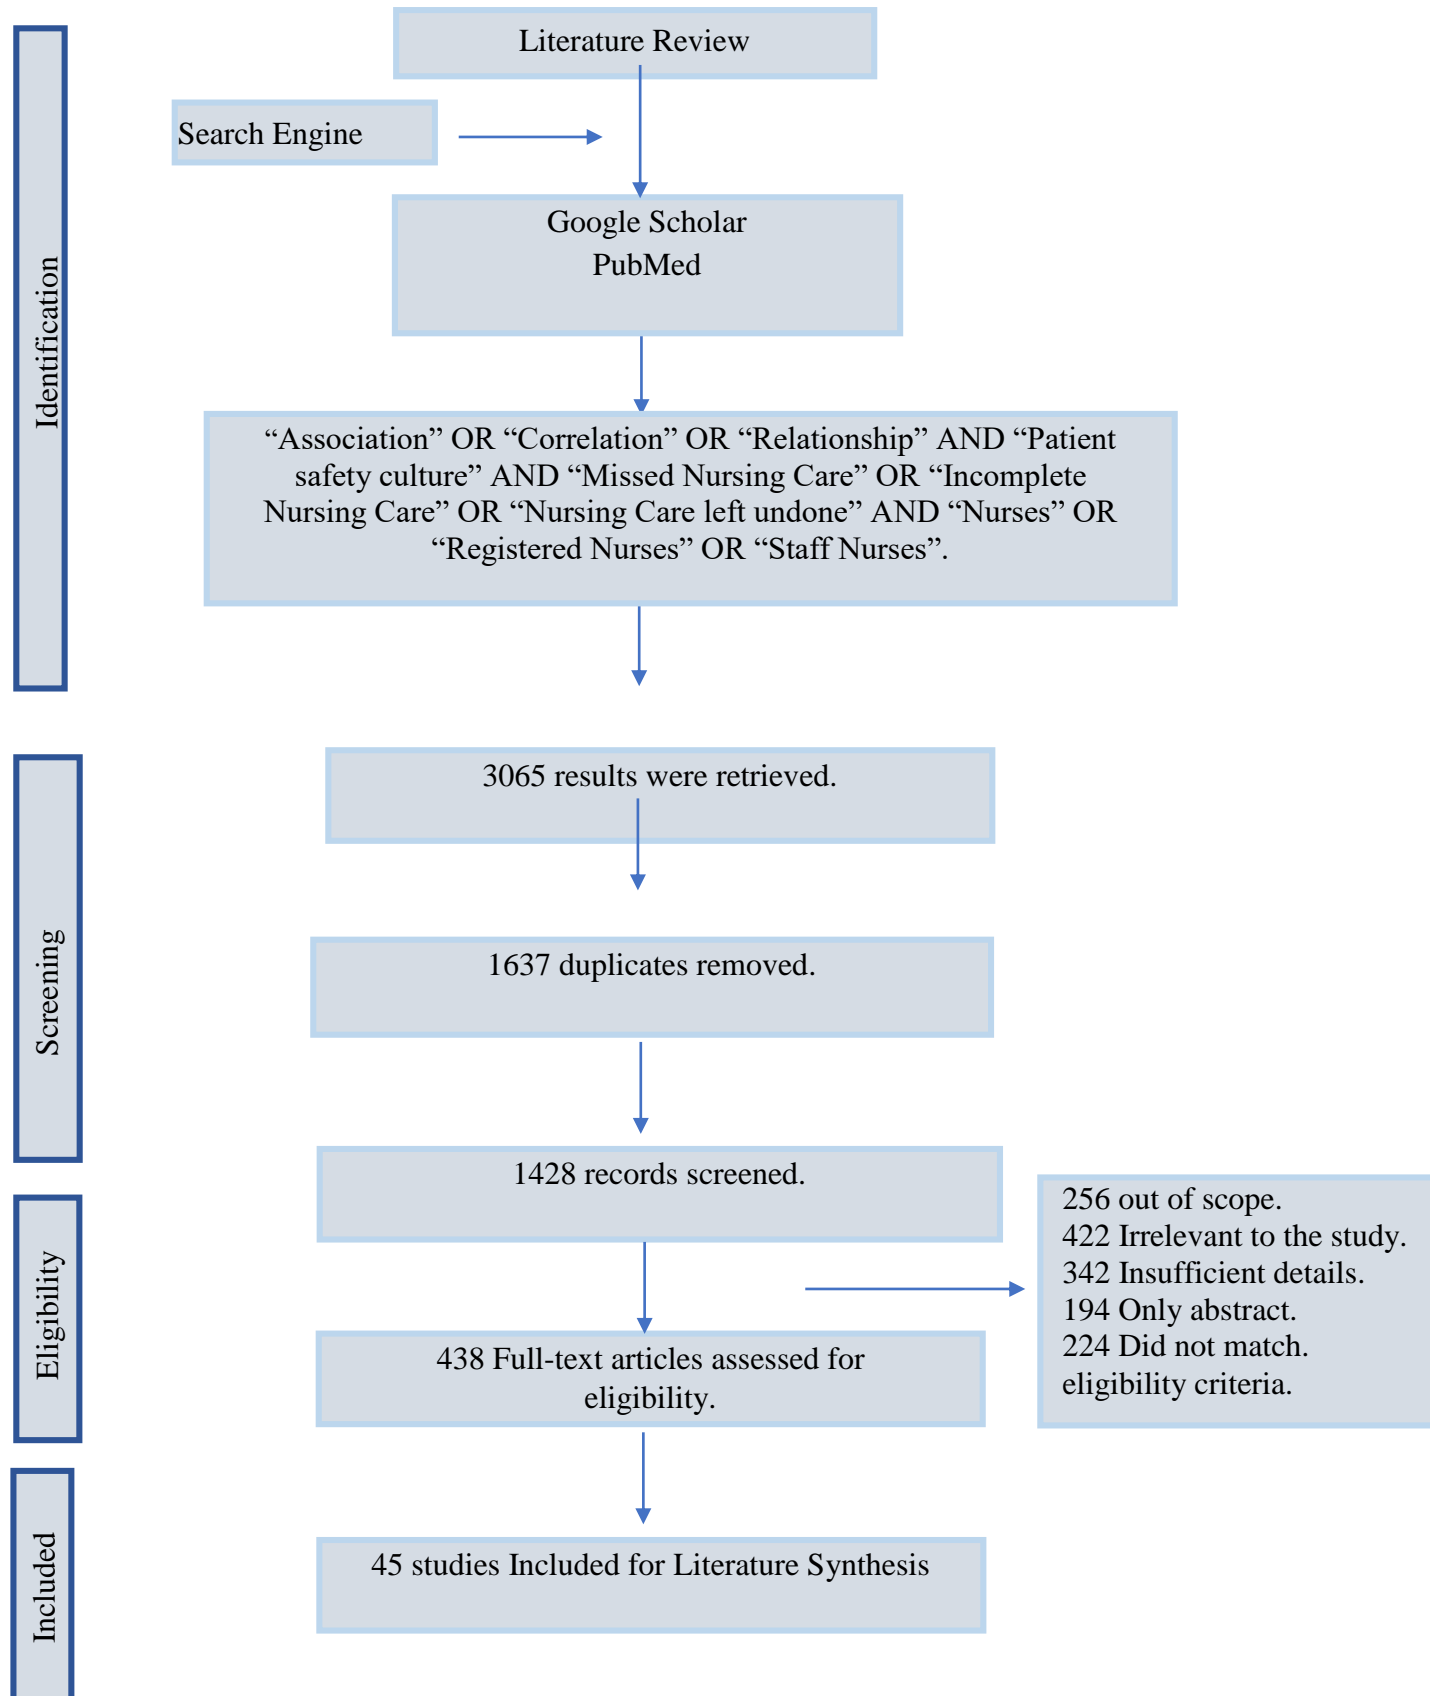 Literature Review
Search Engine
Google Scholar
PubMed
Identification
“Association” OR “Correlation” OR “Relationship” AND “Patient
safety culture” AND “Missed Nursing Care” OR “Incomplete
Nursing Care” OR “Nursing Care left undone” AND “Nurses” OR
“Registered Nurses” OR “Staff Nurses”.
3065 results were retrieved.
Screening
1637 duplicates removed.
1428 records screened.
Eligibility
256 out of scope.
422 Irrelevant to the study.
342 Insufficient details.
194 Only abstract.
224 Did not match.
eligibility criteria.
438 Full-text articles assessed for
eligibility.
Included
45 studies Included for Literature Synthesis